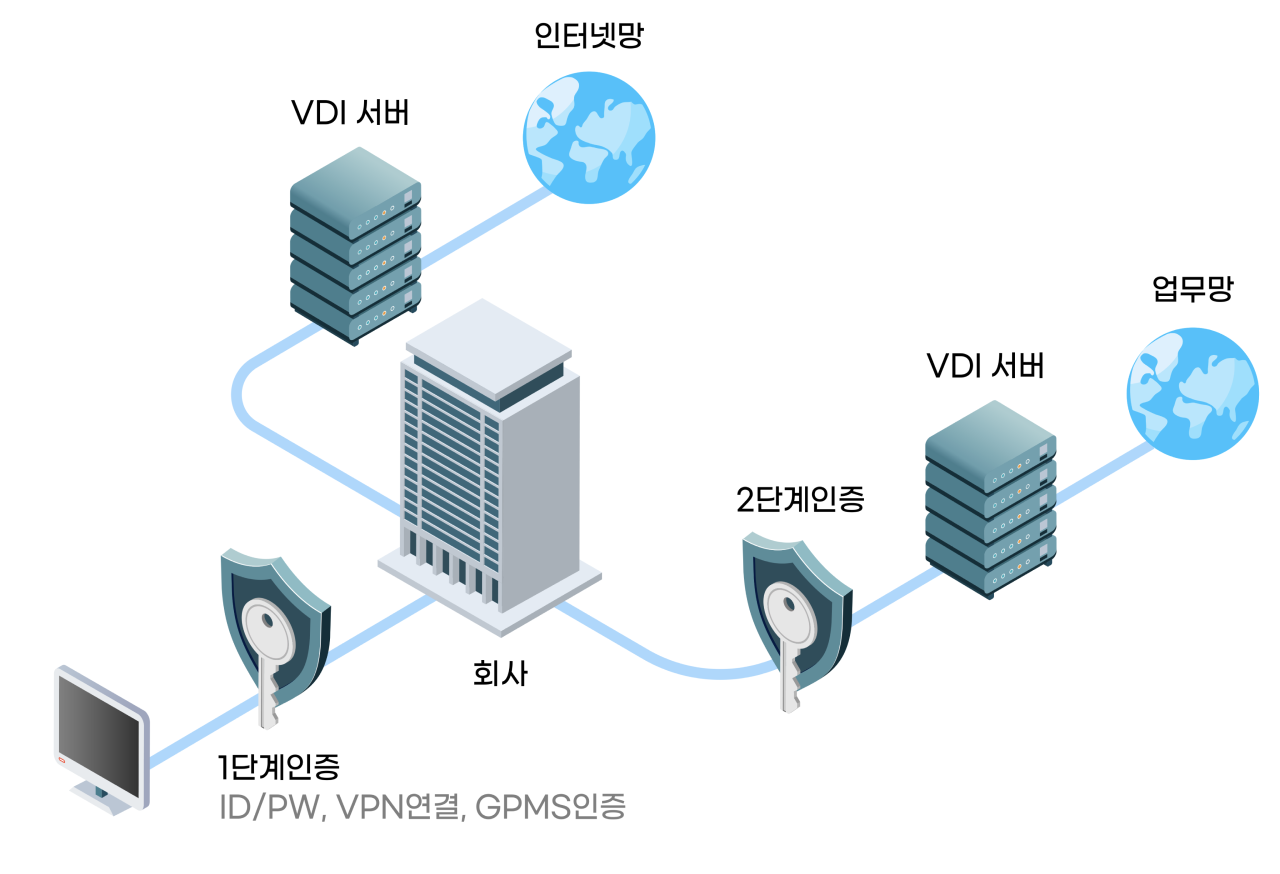 인터넷망
VDI 서버
업무망
VDI 서버
2단계인증
회사
1단계인증
ID/PW, VPN연결, GPMS인증